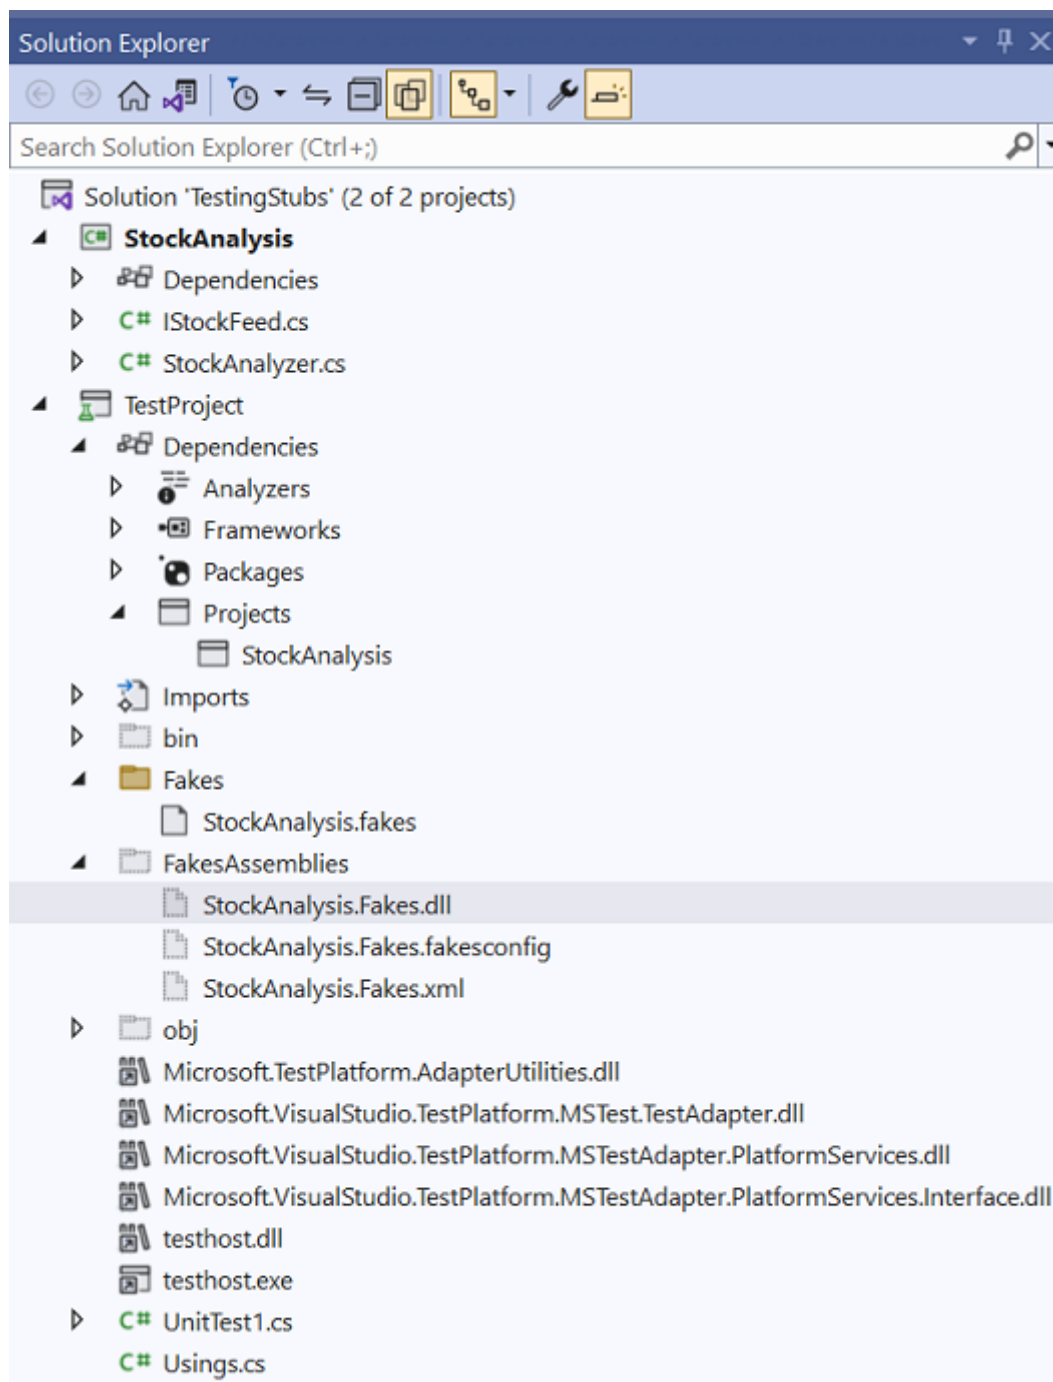 Solution Explorer
Search Solution Explorer (Ctrl+;)
Solution 'TestingStubs' (2 of 2 projects)
C# StockAnalysis
Dependencies
C# IStockFeed.cs
C# StockAnalyzer.cs
TestProject
Dependencies
Analyzers
Frameworks
Packages
Projects
StockAnalysis
Imports
bin
Fakes
StockAnalysis.fakes
FakesAssemblies
StockAnalysis.Fakes.dll
StockAnalysis.Fakes.fakesconfig
StockAnalysis.Fakes.xml
obj
Microsoft.TestPlatform.AdapterUtilities.dll
Microsoft.VisualStudio.TestPlatform.MSTest.TestAdapter.dll
Microsoft.VisualStudio.TestPlatform.MSTestAdapter.PlatformServices.dll
Microsoft.VisualStudio.TestPlatform.MSTestAdapter.PlatformServices.Interface.dll
testhost.dll
testhost.exe
C# UnitTest1.cs
C# Usings.cs